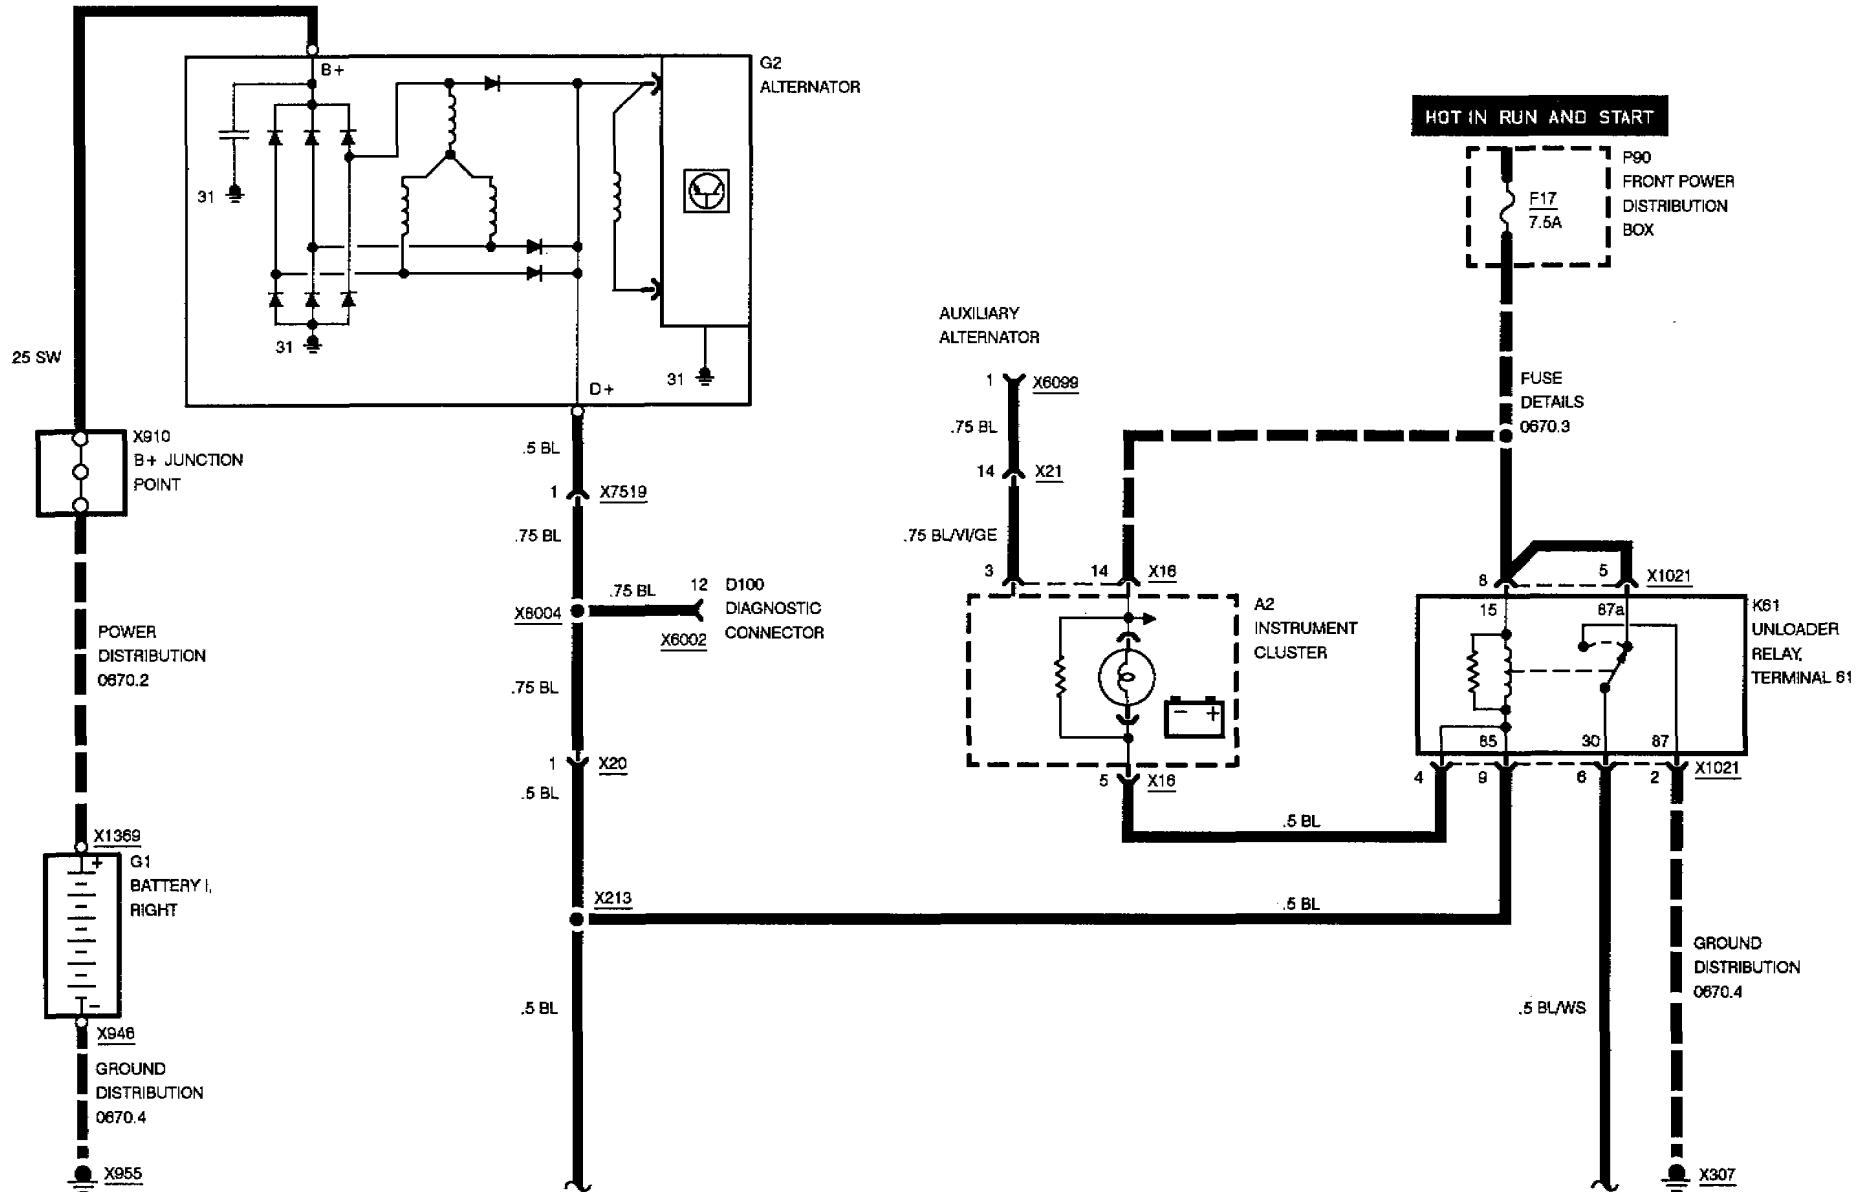 B+
G2
ALTERNATOR
31
31
31
D+
25 SW
X910
B+ JUNCTION
POINT
POWER
DISTRIBUTION
0670.2
X1369
+
G1
BATTERY I,
RIGHT
-
X946
GROUND
DISTRIBUTION
0670.4
X955
.5 BL
1
X7519
.75 BL
X8004
.75 BL
12
X6002
D100
DIAGNOSTIC
CONNECTOR
.75 BL
1
X20
.5 BL
X213
.5 BL
.5 BL
AUXILIARY
ALTERNATOR
1
X6099
.75 BL
14
X21
.75 BL/VI/GE
3
14
X16
A2
INSTRUMENT
CLUSTER
- +
5
X16
.5 BL
HOT IN RUN AND START
P90
FRONT POWER
DISTRIBUTION
BOX
F17
7.5A
FUSE
DETAILS
0670.3
8
5
X1021
15
87a
K61
UNLOADER
RELAY,
TERMINAL 61
85
30
87
4
9
6
2
X1021
.5 BL/WS
GROUND
DISTRIBUTION
0670.4
X307